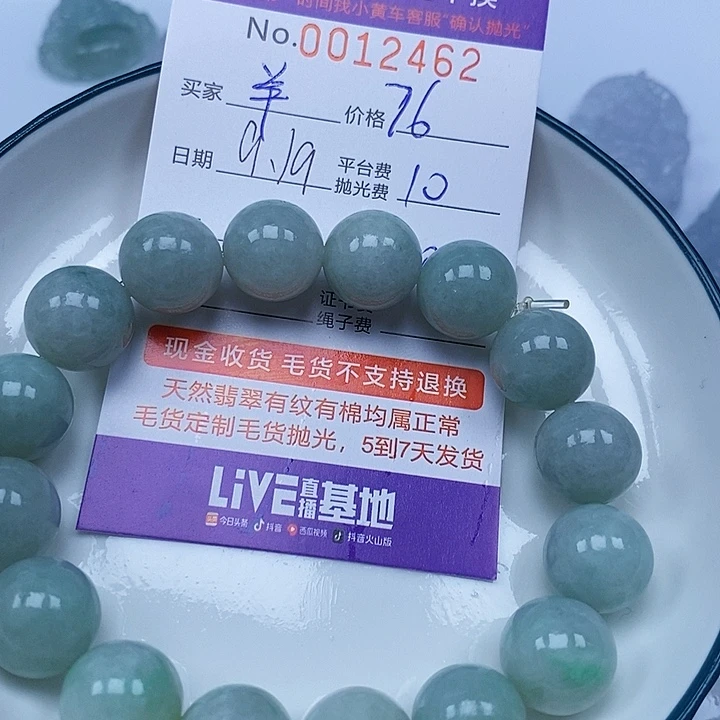 时间找小黄车客服"确认抛光"
No.0012462
买家 羊 价格 76
日期 9.19 平台费
抛光费 10
绳子费
现金收货 毛货不支持退换
天然翡翠有纹有棉均属正常
毛货定制毛货抛光，5到7天发货
LiVE直播基地
今日头条 抖音 西瓜视频 抖音火山版